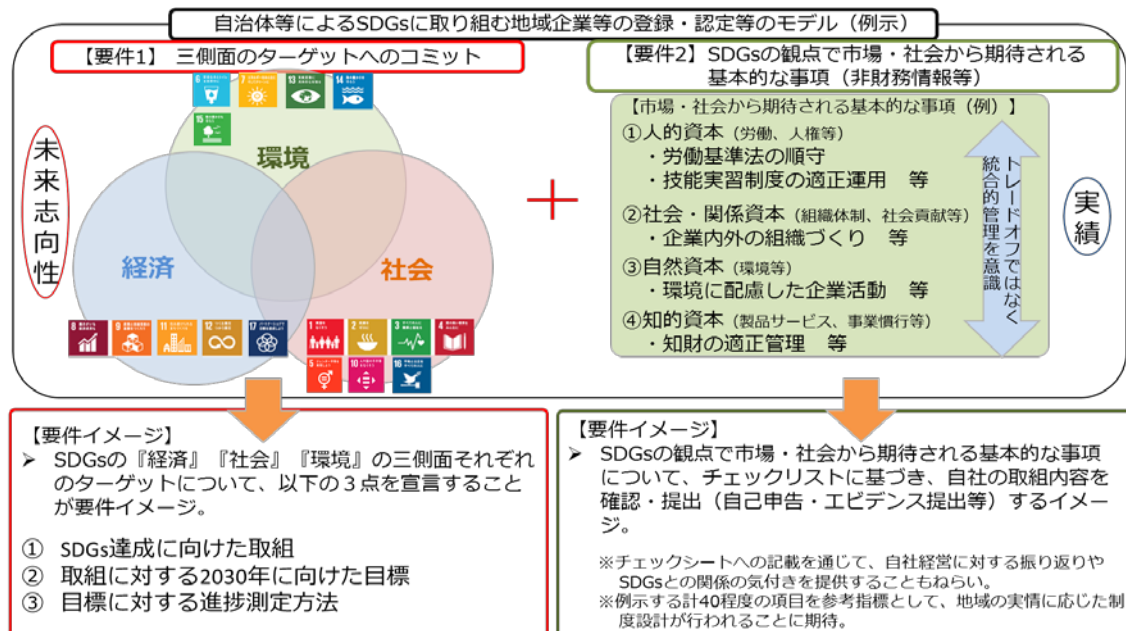 自治体等によるSDGsに取り組む地域企業等の登録・認定等のモデル（例示）
【要件1】 三側面のターゲットへのコミット
未来志向性
6
7
13
14
15
環境
経済
社会
8
9
11
12
17
1
2
3
4
5
10
16
＋
【要件2】SDGsの観点で市場・社会から期待される
基本的な事項（非財務情報等）
【市場・社会から期待される基本的な事項（例）】
①人的資本（労働、人権等）
・労働基準法の順守
・技能実習制度の適正運用 等
②社会・関係資本（組織体制、社会貢献等）
・企業内外の組織づくり 等
③自然資本（環境等）
・環境に配慮した企業活動 等
④知的資本（製品サービス、事業慣行等）
・知財の適正管理 等
トレードオフではなく
統合的管理を意識
実績
【要件イメージ】
➢ SDGsの『経済』『社会』『環境』の三側面それぞれ
のターゲットについて、以下の３点を宣言すること
が要件イメージ。
① SDGs達成に向けた取組
② 取組に対する2030年に向けた目標
③ 目標に対する進捗測定方法
【要件イメージ】
➢ SDGsの観点で市場・社会から期待される基本的な事項
について、チェックリストに基づき、自社の取組内容を
確認・提出（自己申告・エビデンス提出等）するイメー
ジ。
※チェックシートへの記載を通じて、自社経営に対する振り返りや
SDGsとの関係の気付きを提供することもねらい。
※例示する計40程度の項目を参考指標として、地域の実情に応じた制
度設計が行われることに期待。